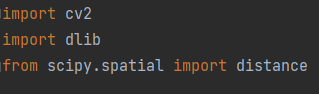 import cv2
import dlib
from scipy.spatial import distance